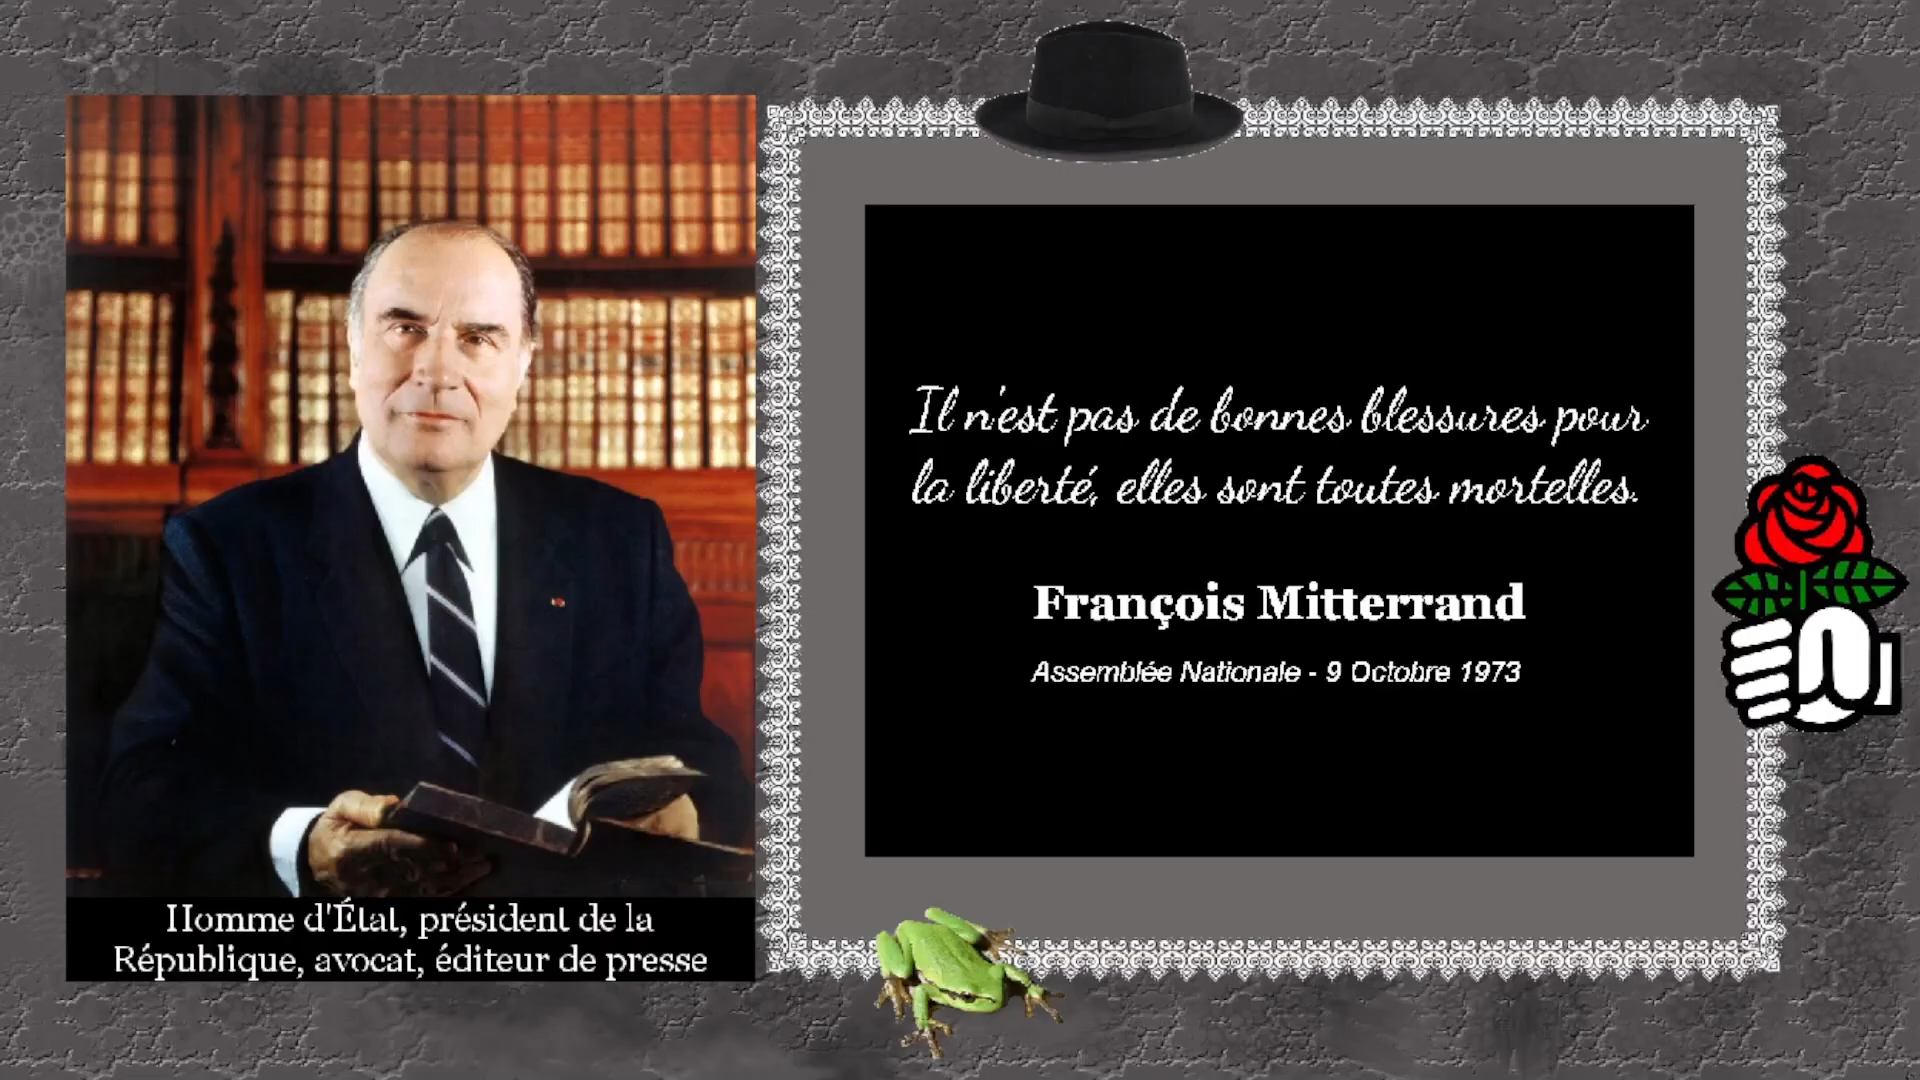 Il n'est pas de bonnes blessures pour
la liberté, elles sont toutes mortelles.
François Mitterrand
Assemblée Nationale - 9 Octobre 1973
Homme d'État, président de la
République, avocat, éditeur de presse